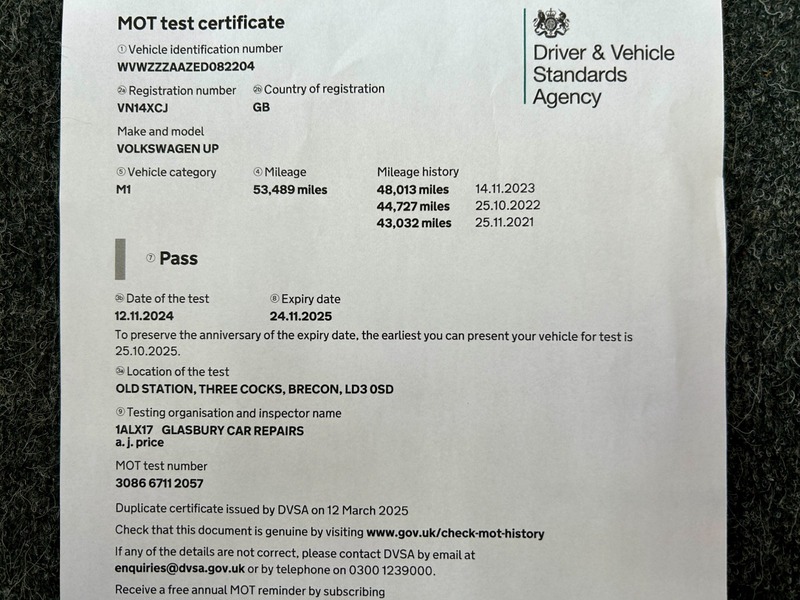 MOT test certificate
① Vehicle identification number
WVWZZZAAZED082204
Driver & Vehicle
Standards
Agency
2a Registration number 2b Country of registration
VN14XCJ GB
Make and model
VOLKSWAGEN UP
⑤ Vehicle category ④ Mileage Mileage history
M1 53,489 miles 48,013 miles 14.11.2023
44,727 miles 25.10.2022
43,032 miles 25.11.2021
⑦ Pass
3b Date of the test ⑧ Expiry date
12.11.2024 24.11.2025
To preserve the anniversary of the expiry date, the earliest you can present your vehicle for test is
25.10.2025.
3a Location of the test
OLD STATION, THREE COCKS, BRECON, LD3 0SD
⑨ Testing organisation and inspector name
1ALX17 GLASBURY CAR REPAIRS
a. j. price
MOT test number
3086 6711 2057
Duplicate certificate issued by DVSA on 12 March 2025
Check that this document is genuine by visiting www.gov.uk/check-mot-history
If any of the details are not correct, please contact DVSA by email at
enquiries@dvsa.gov.uk or by telephone on 0300 1239000.
Receive a free annual MOT reminder by subscribing